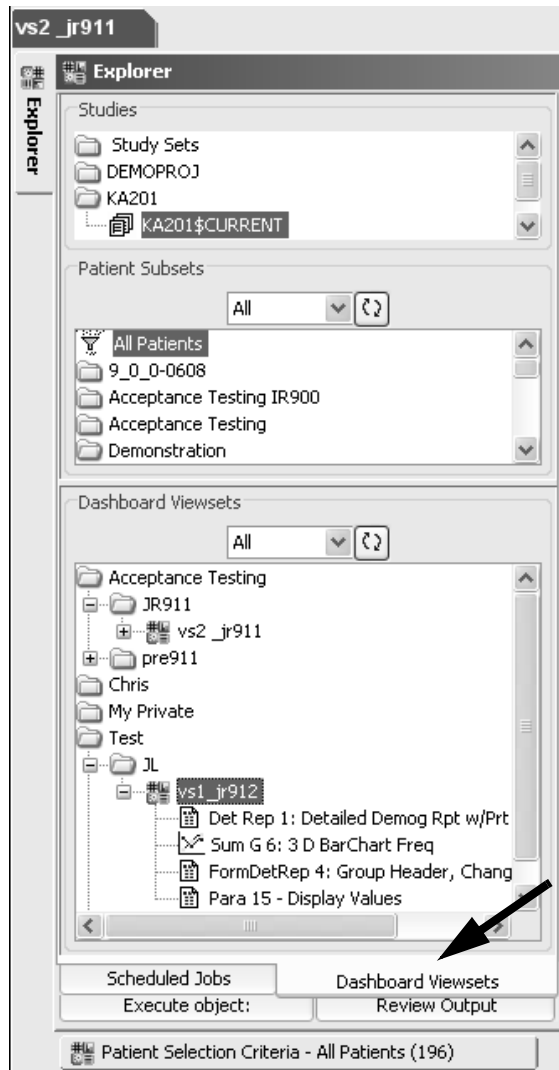 vs2 _jr911
Explorer
Explorer
Studies
Study Sets
DEMOPROJ
KA201
KA201$CURRENT
Patient Subsets
All
All Patients
9_0_0-0608
Acceptance Testing IR900
Acceptance Testing
Demonstration
Dashboard Viewsets
All
Acceptance Testing
JR911
vs2 _jr911
pre911
Chris
My Private
Test
JL
vs1_jr912
Det Rep 1: Detailed Demog Rpt w/Prt
Sum G 6: 3 D BarChart Freq
FormDetRep 4: Group Header, Chang
Para 15 - Display Values
Scheduled Jobs
Dashboard Viewsets
Execute object:
Review Output
Patient Selection Criteria - All Patients (196)